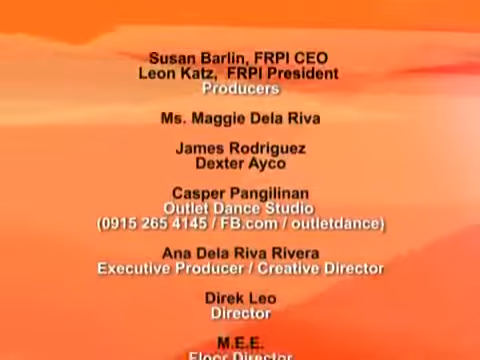 Susan Barlin, FRPI CEO
Leon Katz, FRPI President
Producers
Ms. Maggie Dela Riva
James Rodriguez
Dexter Ayco
Casper Pangilinan
Outlet Dance Studio
(0915 265 4145 / FB.com / outletdance)
Ana Dela Riva Rivera
Executive Producer / Creative Director
Direk Leo
Director
M.E.E.
Floor Director